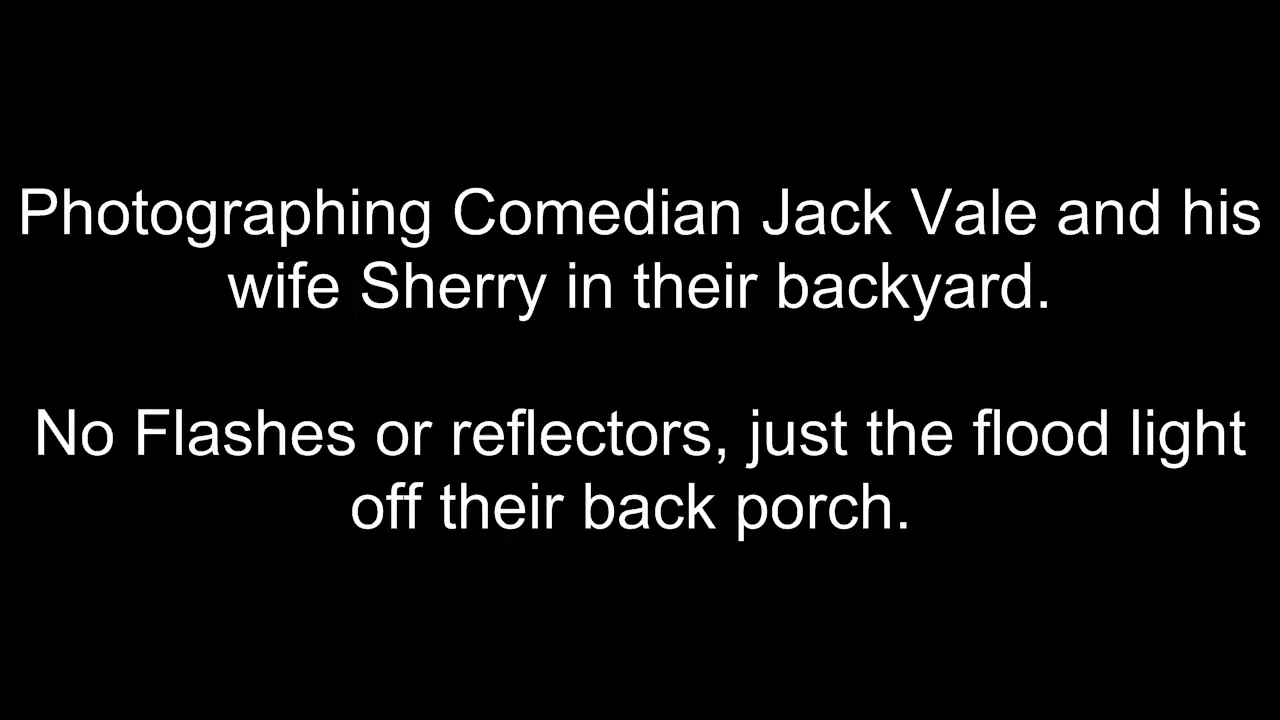 Photographing Comedian Jack Vale and his
wife Sherry in their backyard.
No Flashes or reflectors, just the flood light
off their back porch.